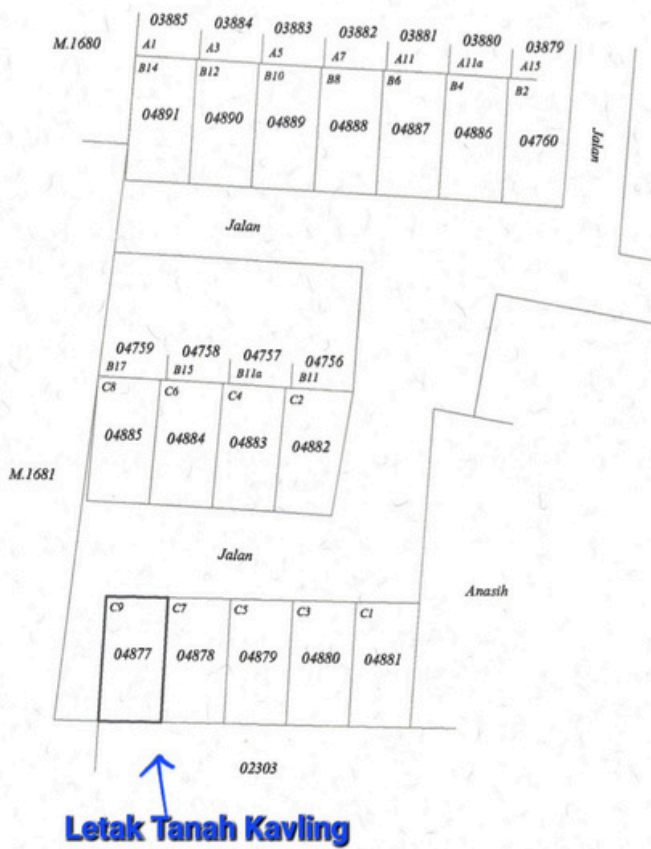 03885 03884 03883 03882 03881 03880 03879
M.1680 A1 A3 A5 A7 A11 A11a A15
B14 B12 B10 B8 B6 B4 B2
04891 04890 04889 04888 04887 04886 04760
Jalan
Jalan
04759 04758 04757 04756
B17 B15 B11a B11
C8 C6 C4 C2
04885 04884 04883 04882
M.1681
Jalan
Anasih
C9 C7 C5 C3 C1
04877 04878 04879 04880 04881
02303
Letak Tanah Kavling